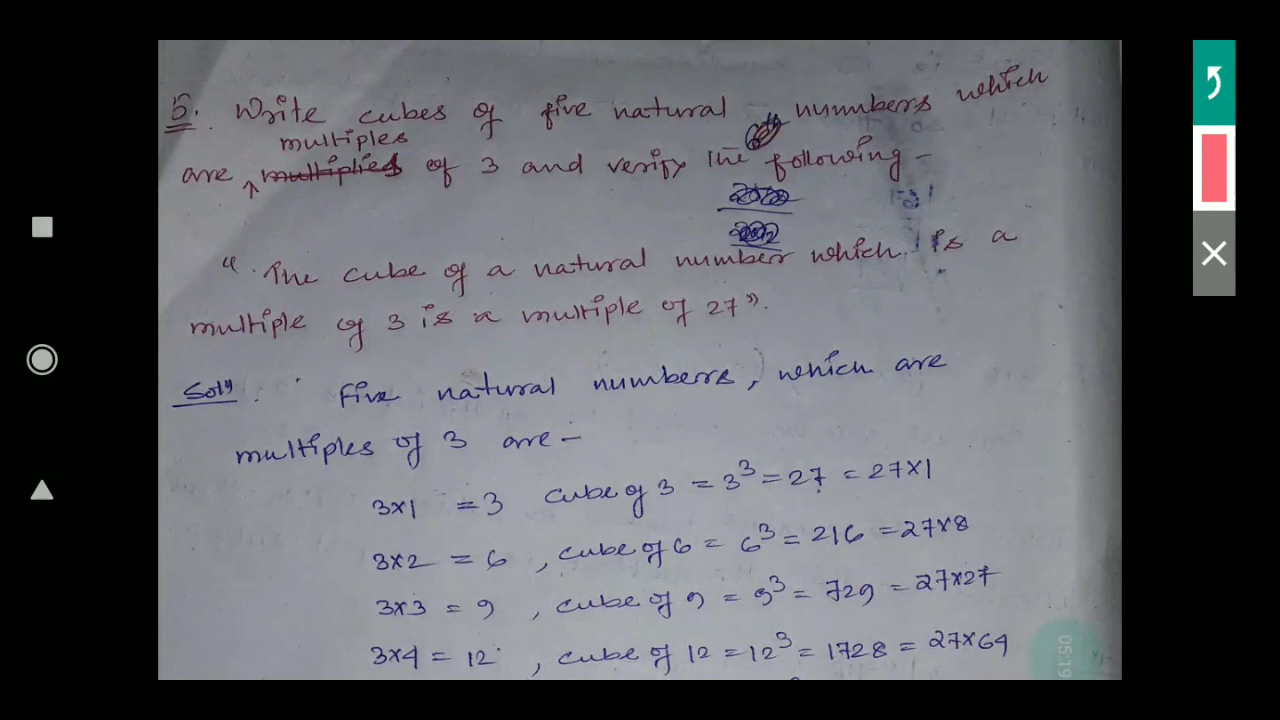 5. Write cubes of five natural numbers which
multiples
are multiplies of 3 and verify the following -
" The cube of a natural number which is a
multiple of 3 is a multiple of 27".
Soln : Five natural numbers, which are
multiples of 3 are -
3×1 = 3 cube of 3 = 3³ = 27 = 27×1
3×2 = 6 , cube of 6 = 6³ = 216 = 27×8
3×3 = 9 , cube of 9 = 9³ = 729 = 27×27
3×4 = 12 , cube of 12 = 12³ = 1728 = 27×64
05:19